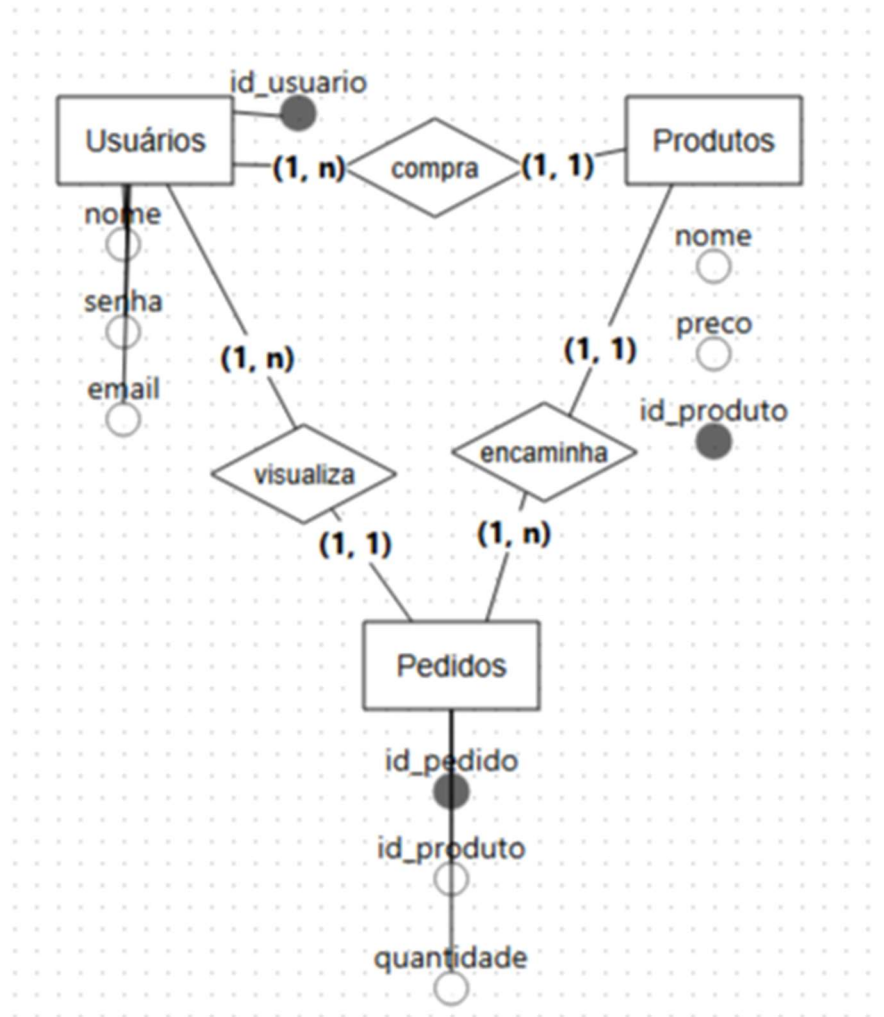 id_usuario
Usuários
(1, n)
compra
(1, 1)
Produtos
nome
senha
email
nome
preco
id_produto
(1, n)
(1, 1)
visualiza
encaminha
(1, 1)
(1, n)
Pedidos
id_pedido
id_produto
quantidade